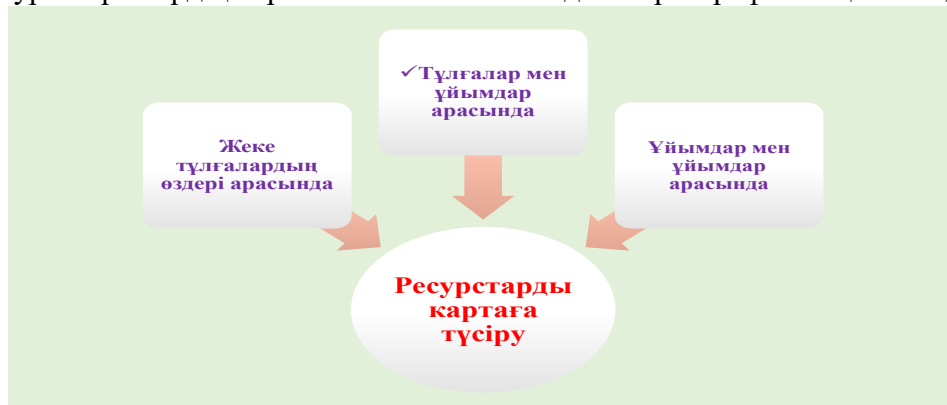 ✓Тұлғалар мен
ұйымдар
арасында
Жеке
тұлғалардың
өздері арасында
Ұйымдар мен
ұйымдар
арасында
Ресурстарды
картаға
түсіру